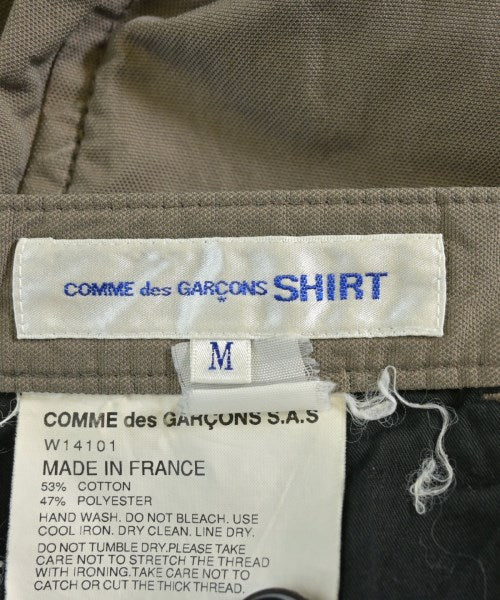 COMME des GARÇONS SHIRT
M
COMME des GARÇONS S.A.S
W14101
MADE IN FRANCE
53% COTTON
47% POLYESTER
HAND WASH. DO NOT BLEACH. USE
COOL IRON. DRY CLEAN. LINE DRY.
DO NOT TUMBLE DRY.PLEASE TAKE
CARE NOT TO STRETCH THE THREAD
WITH IRONING.TAKE CARE NOT TO
CATCH OR CUT THE THICK THREAD.